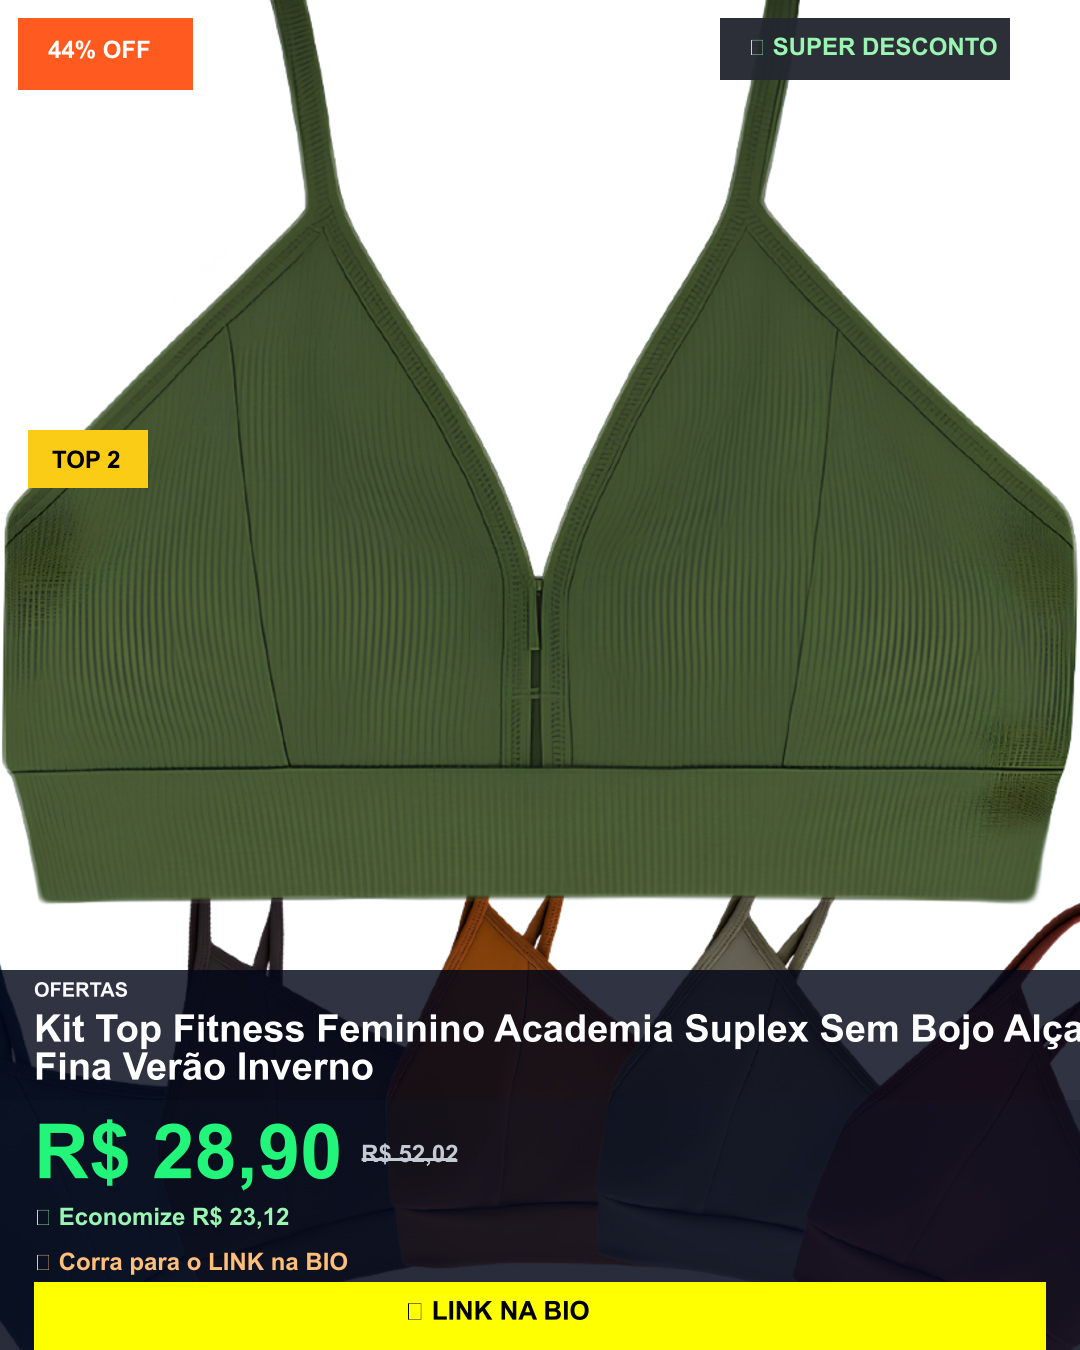 44% OFF
SUPER DESCONTO
TOP 2
OFERTAS
Kit Top Fitness Feminino Academia Suplex Sem Bojo Alça
Fina Verão Inverno
R$ 28,90 R$ 52,02
Economize R$ 23,12
Corra para o LINK na BIO
LINK NA BIO